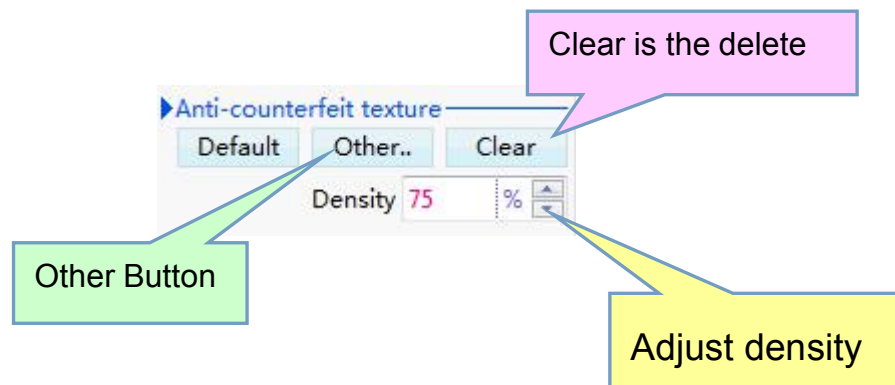 Clear is the delete
Anti-counterfeit texture
Default Other.. Clear
Density 75 %
Other Button
Adjust density